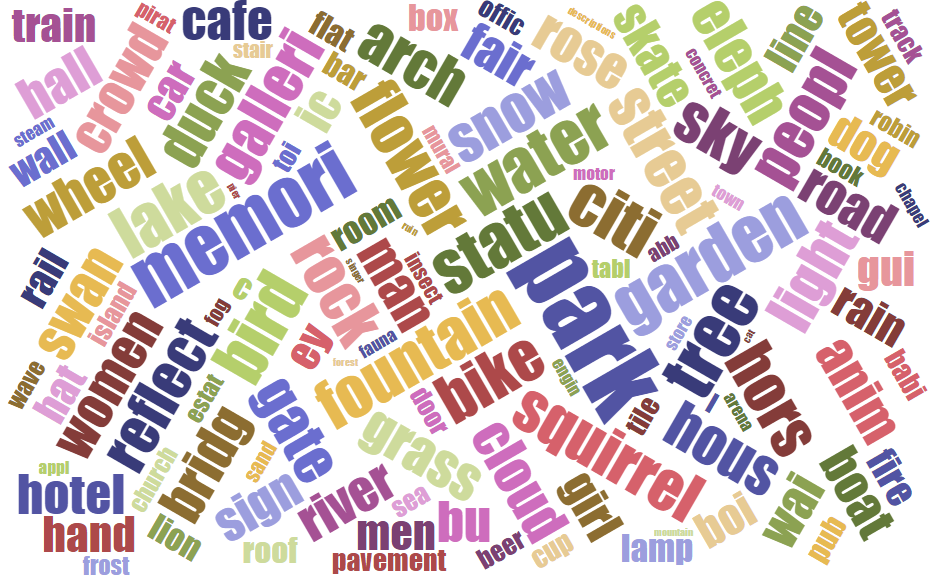 train
pirat
cafe
flat
box
offic
descriptions
skate
eleph
lime
tower
track
hall
crowd
car
stair
duck
galleri
bar
arch
fair
rose
concret
peopl
dog
robin
steam
wall
ic
toi
flower
mural
snow
street
sky
book
wheel
lake
pier
memori
water
motor
town
road
chapel
room
ruin
statu
citi
abb
garden
light
gui
rail
swan
island
c
bird
fog
rock
singer
man
insect
tabl
park
rain
wave
hat
women
reflect
estat
ey
fauna
forest
fountain
bike
engin
store
tree
cat
hors
anim
babi
door
tile
l
arena
appl
hotel
church
bridg
sand
gate
grass
cloud
squirrel
hous
wai
boat
fire
hand
frost
lion
sign
roof
river
sea
men
pavement
bu
beer
cup
girl
mountain
lamp
boi
pub